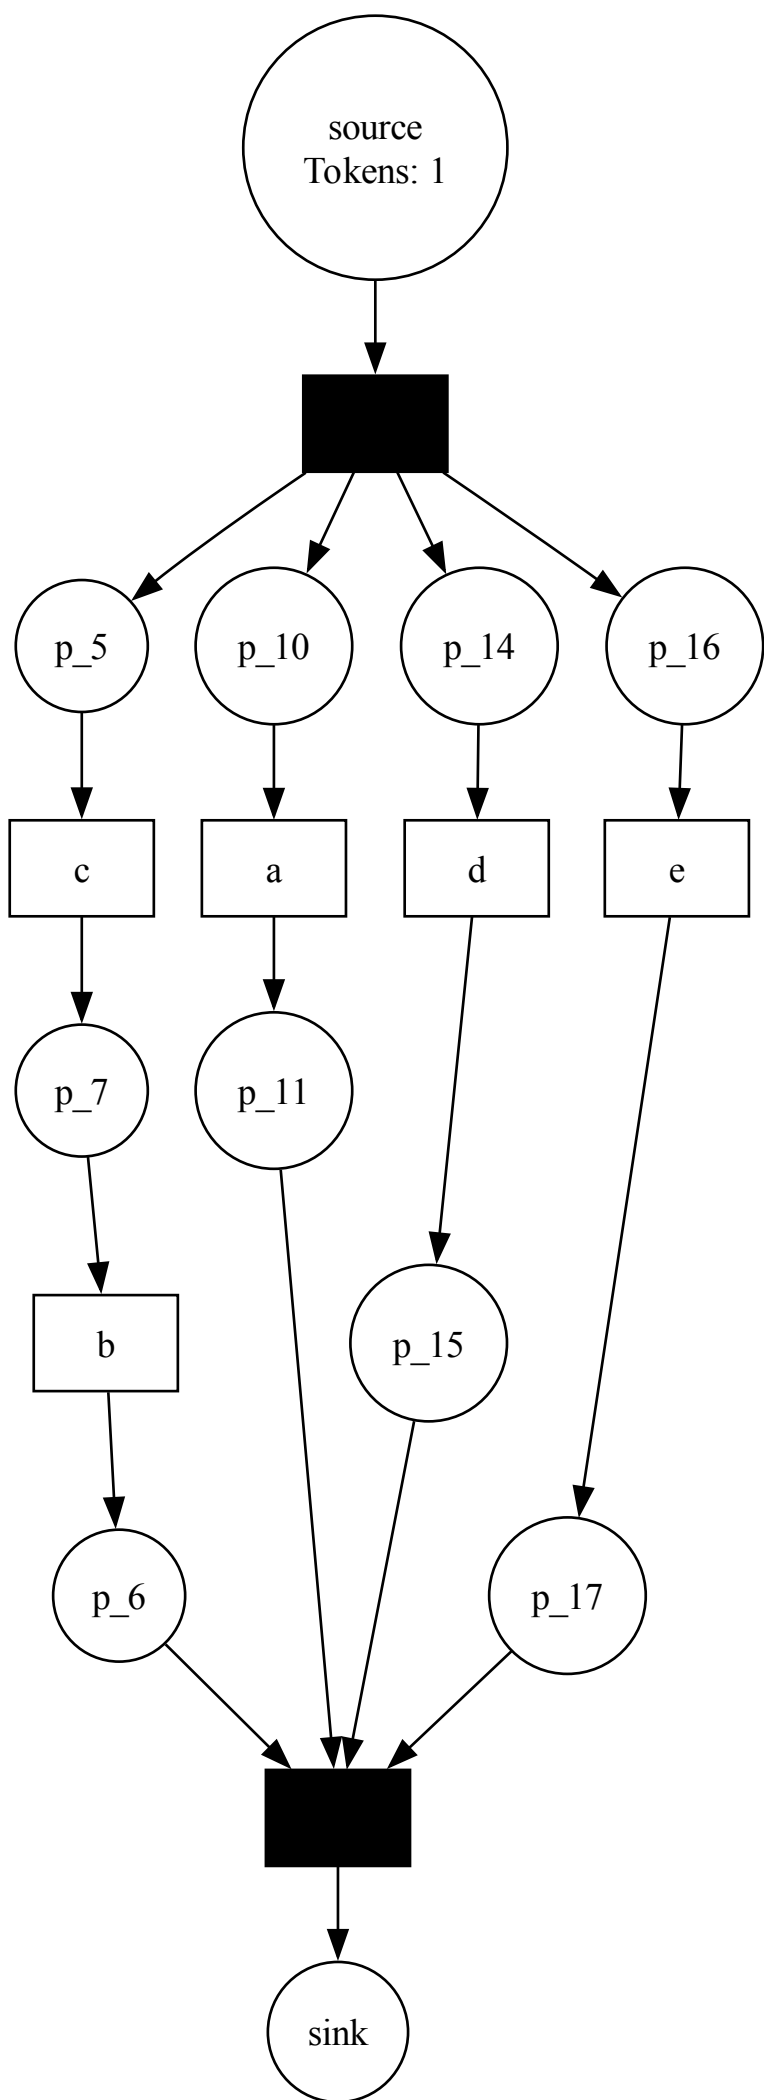 source
Tokens: 1
p_5
p_10
p_14
p_16
c
a
d
e
p_7
p_11
b
p_15
p_6
p_17
sink